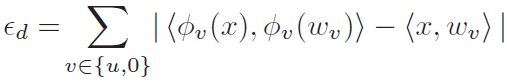 ϵ_d = ∑_{v∈{u,0}} | ⟨ϕ_v(x), ϕ_v(w_v)⟩ − ⟨x, w_v⟩ |